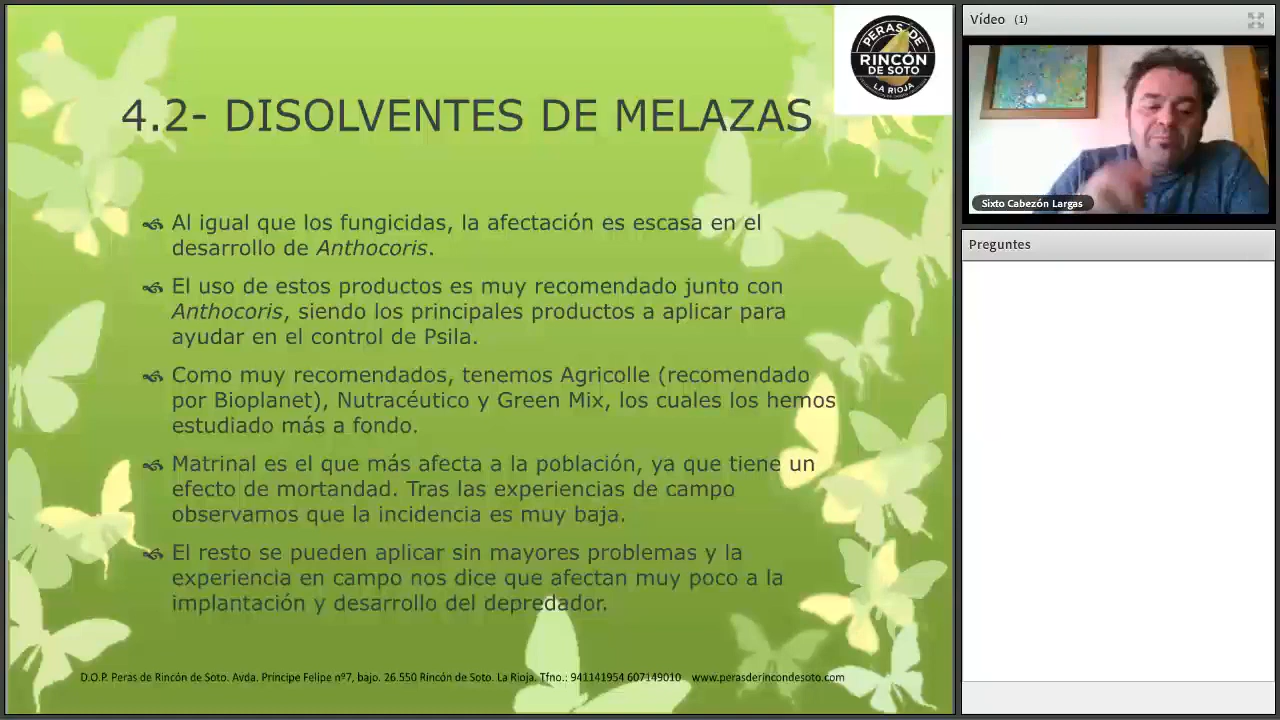 4.2- DISOLVENTES DE MELAZAS
PERAS DE
RINCÓN
DE SOTO
LA RIOJA
Al igual que los fungicidas, la afectación es escasa en el
desarrollo de Anthocoris.
El uso de estos productos es muy recomendado junto con
Anthocoris, siendo los principales productos a aplicar para
ayudar en el control de Psila.
Como muy recomendados, tenemos Agricolle (recomendado
por Bioplanet), Nutracéutico y Green Mix, los cuales los hemos
estudiado más a fondo.
Matrinal es el que más afecta a la población, ya que tiene un
efecto de mortandad. Tras las experiencias de campo
observamos que la incidencia es muy baja.
El resto se pueden aplicar sin mayores problemas y la
experiencia en campo nos dice que afectan muy poco a la
implantación y desarrollo del depredador.
D.O.P. Peras de Rincón de Soto. Avda. Príncipe Felipe nº7, bajo. 26.550 Rincón de Soto. La Rioja. Tfno.: 941141954 607149010 www.perasderincondesoto.com
Vídeo (1)
Sixto Cabezón Largas
Preguntes